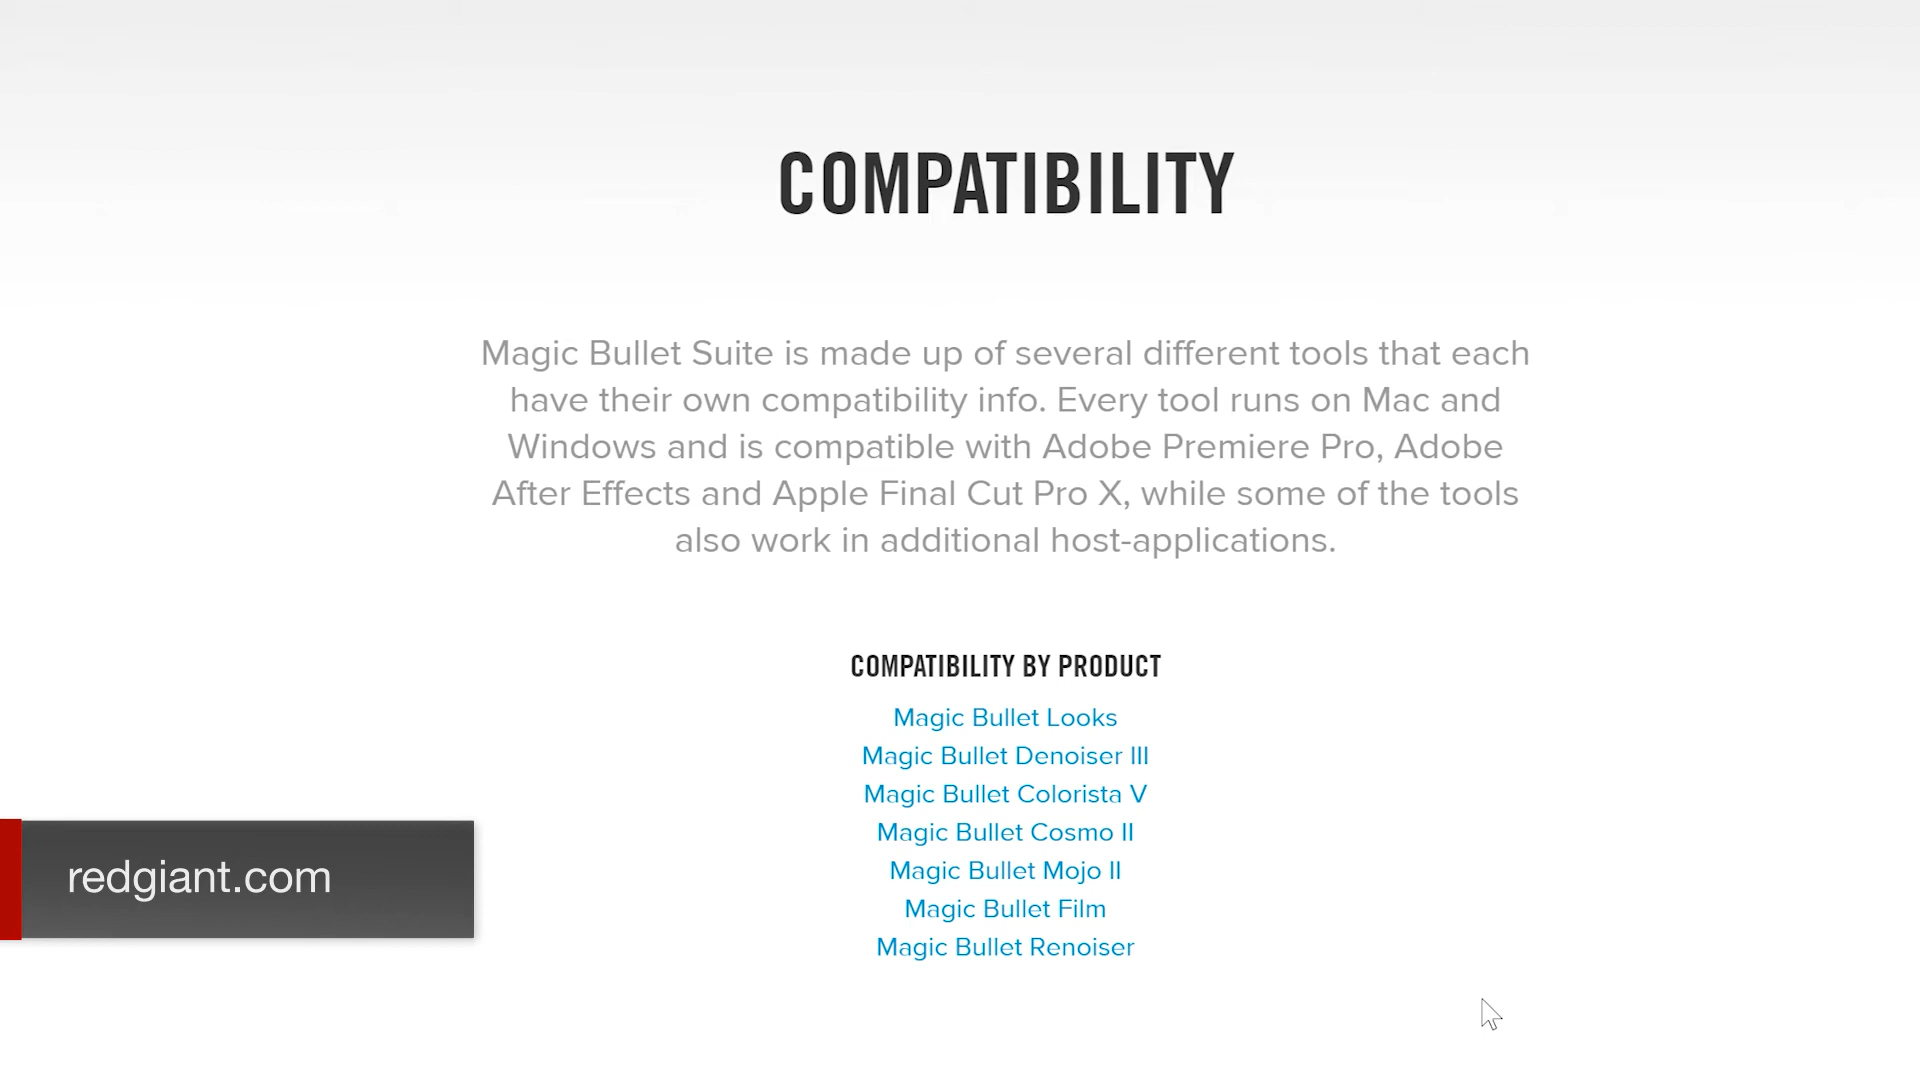 COMPATIBILITY
Magic Bullet Suite is made up of several different tools that each
have their own compatibility info. Every tool runs on Mac and
Windows and is compatible with Adobe Premiere Pro, Adobe
After Effects and Apple Final Cut Pro X, while some of the tools
also work in additional host-applications.
COMPATIBILITY BY PRODUCT
Magic Bullet Looks
Magic Bullet Denoiser III
Magic Bullet Colorista V
Magic Bullet Cosmo II
Magic Bullet Mojo II
Magic Bullet Film
Magic Bullet Renoiser
redgiant.com